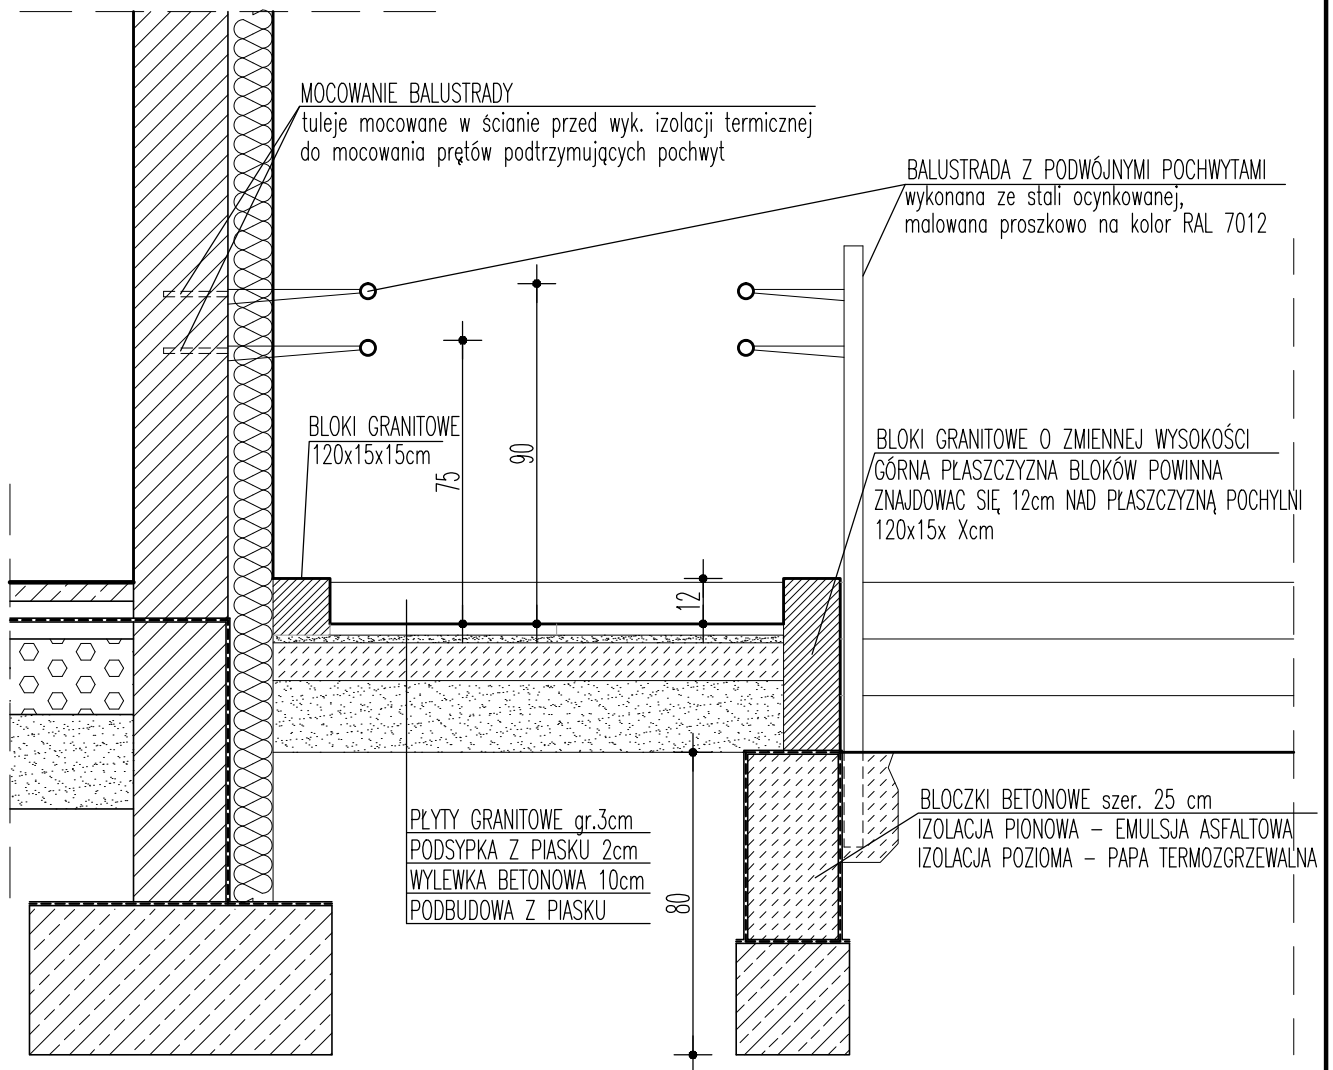 MOCOWANIE BALUSTRADY
tuleje mocowane w ścianie przed wyk. izolacji termicznej
do mocowania prętów podtrzymujących pochwyt
BALUSTRADA Z PODWÓJNYMI POCHWYTAMI
wykonana ze stali ocynkowanej,
malowana proszkowo na kolor RAL 7012
BLOKI GRANITOWE
120x15x15cm
75
90
BLOKI GRANITOWE O ZMIENNEJ WYSOKOŚCI
GÓRNA PŁASZCZYZNA BLOKÓW POWINNA
ZNAJDOWAC SIĘ 12cm NAD PŁASZCZYZNĄ POCHYLNI
120x15x Xcm
12
PŁYTY GRANITOWE gr.3cm
PODSYPKA Z PIASKU 2cm
WYLEWKA BETONOWA 10cm
PODBUDOWA Z PIASKU
80
BLOCZKI BETONOWE szer. 25 cm
IZOLACJA PIONOWA – EMULSJA ASFALTOWA
IZOLACJA POZIOMA – PAPA TERMOZGRZEWALNA